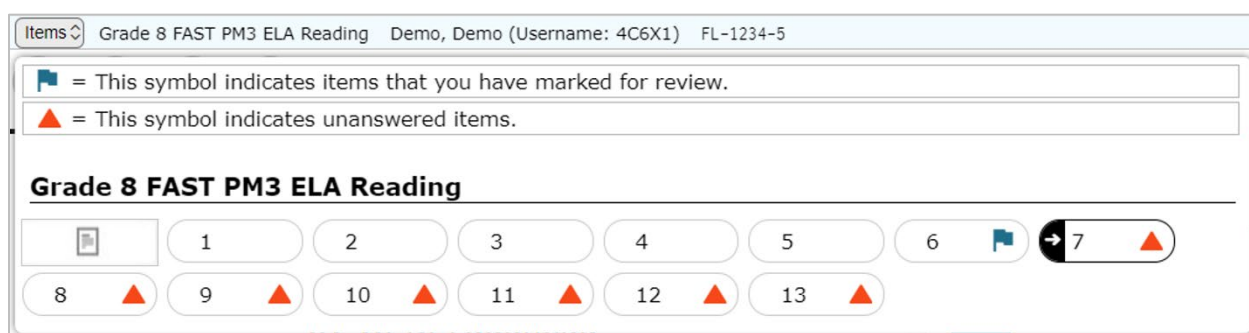 Items Grade 8 FAST PM3 ELA Reading Demo, Demo (Username: 4C6X1) FL-1234-5
= This symbol indicates items that you have marked for review.
= This symbol indicates unanswered items.
Grade 8 FAST PM3 ELA Reading
1 2 3 4 5 6 7
8 9 10 11 12 13